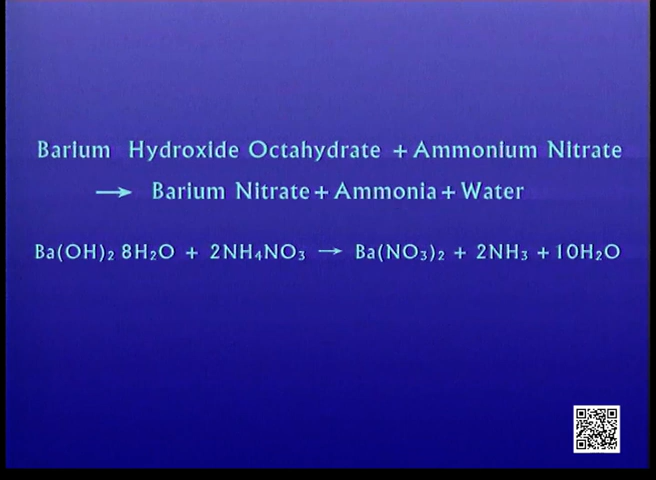 Barium Hydroxide Octahydrate + Ammonium Nitrate
→ Barium Nitrate + Ammonia + Water
Ba(OH)₂ 8H₂O + 2NH₄NO₃ → Ba(NO₃)₂ + 2NH₃ + 10H₂O